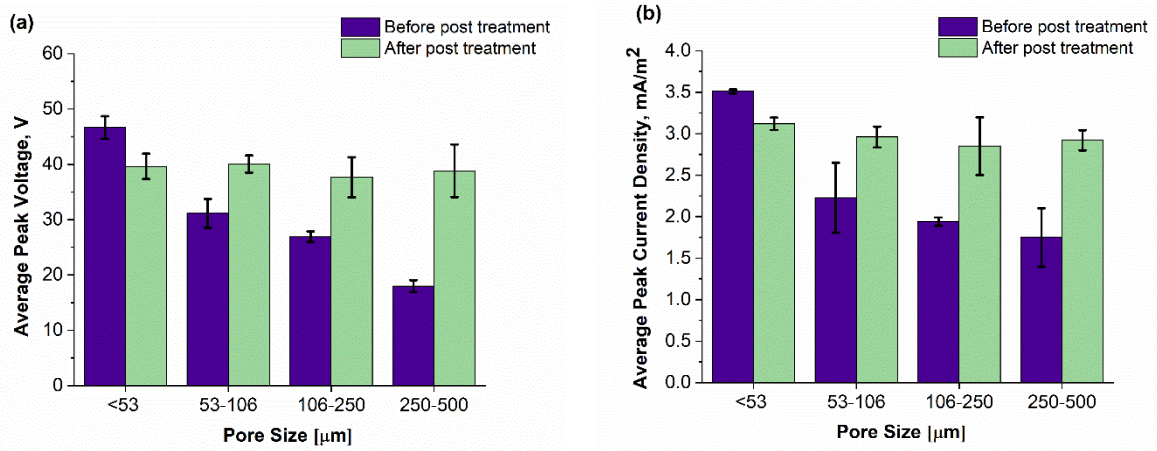 (a)
Before post treatment
After post treatment
Average Peak Voltage, V
60
50
40
30
20
10
0
<53
53-106
106-250
250-500
Pore Size [μm]
(b)
Before post treatment
After post treatment
Average Peak Current Density, mA/m²
4.0
3.5
3.0
2.5
2.0
1.5
1.0
0.5
0.0
<53
53-106
106-250
250-500
Pore Size [μm]